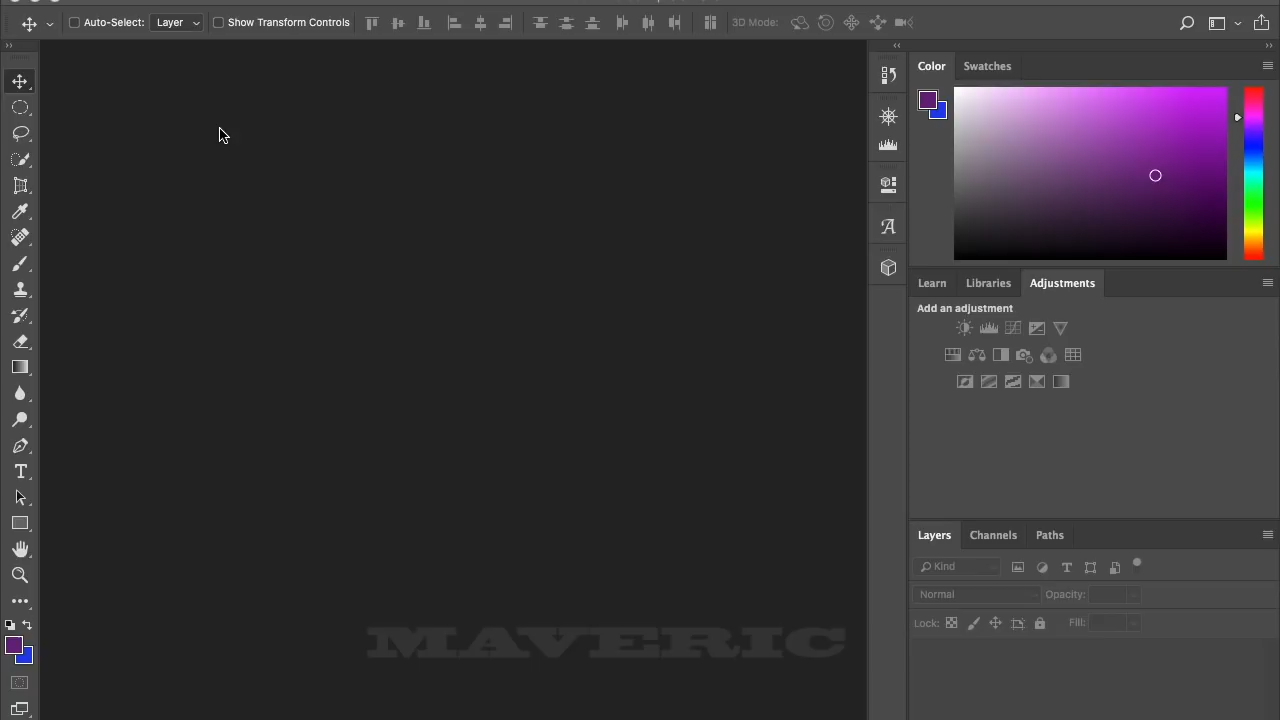 Auto-Select: Layer Show Transform Controls 3D Mode:
Color Swatches
Learn Libraries Adjustments
Add an adjustment
Layers Channels Paths
Kind
Normal Opacity:
Lock: Fill:
MAVERIC